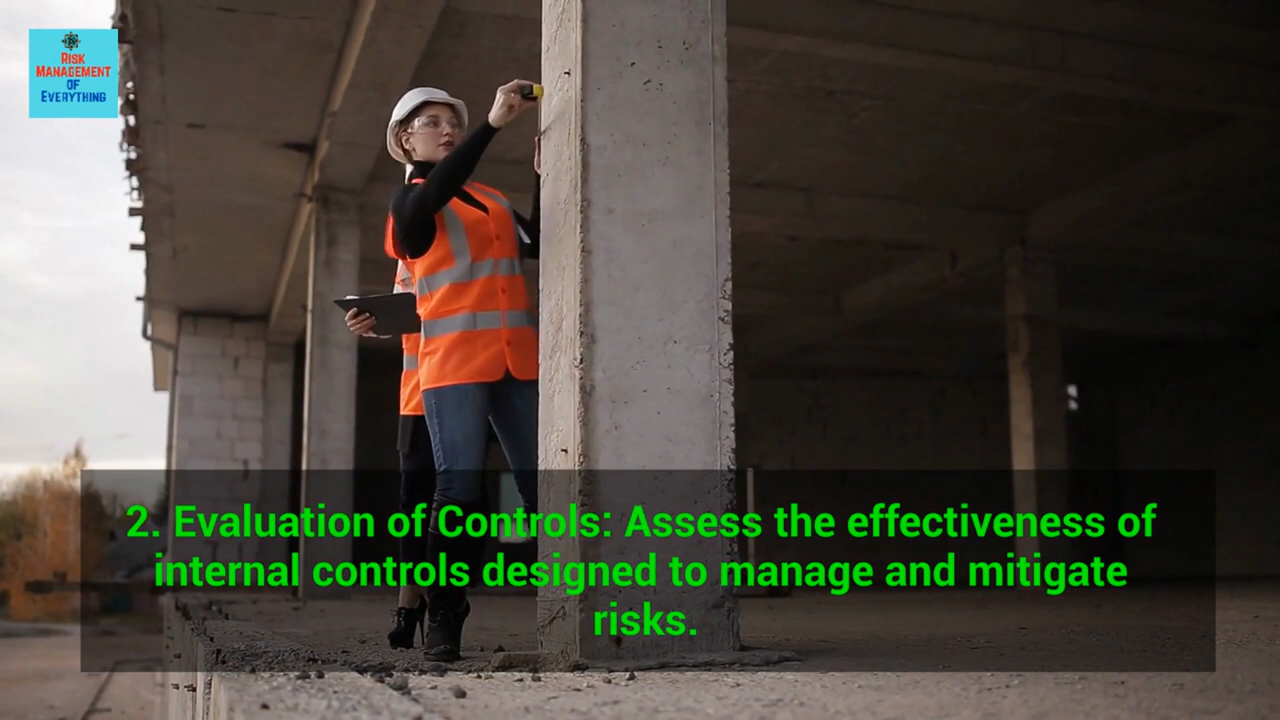 Risk
Management
of
Everything
2. Evaluation of Controls: Assess the effectiveness of
internal controls designed to manage and mitigate
risks.